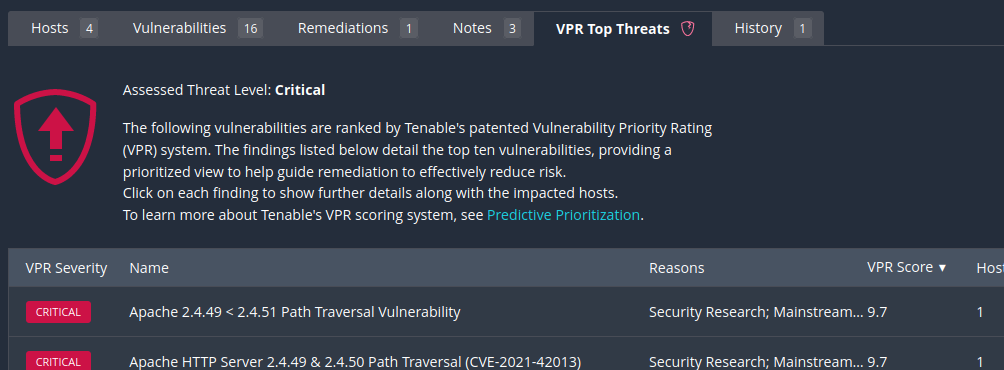 Hosts 4 Vulnerabilities 16 Remediations 1 Notes 3 VPR Top Threats History 1
Assessed Threat Level: Critical
The following vulnerabilities are ranked by Tenable's patented Vulnerability Priority Rating
(VPR) system. The findings listed below detail the top ten vulnerabilities, providing a
prioritized view to help guide remediation to effectively reduce risk.
Click on each finding to show further details along with the impacted hosts.
To learn more about Tenable's VPR scoring system, see Predictive Prioritization.
VPR Severity Name Reasons VPR Score ▼ Host
CRITICAL Apache 2.4.49 < 2.4.51 Path Traversal Vulnerability Security Research; Mainstream... 9.7 1
CRITICAL Apache HTTP Server 2.4.49 & 2.4.50 Path Traversal (CVE-2021-42013) Security Research; Mainstream... 9.7 1